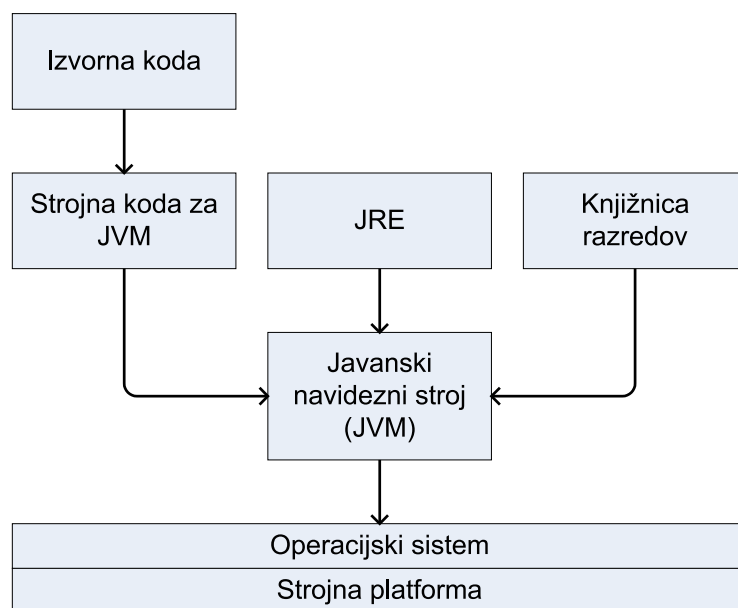 Izvorna koda
Strojna koda za
JVM
JRE
Knjižnica
razredov
Javanski
navidezni stroj
(JVM)
Operacijski sistem
Strojna platforma